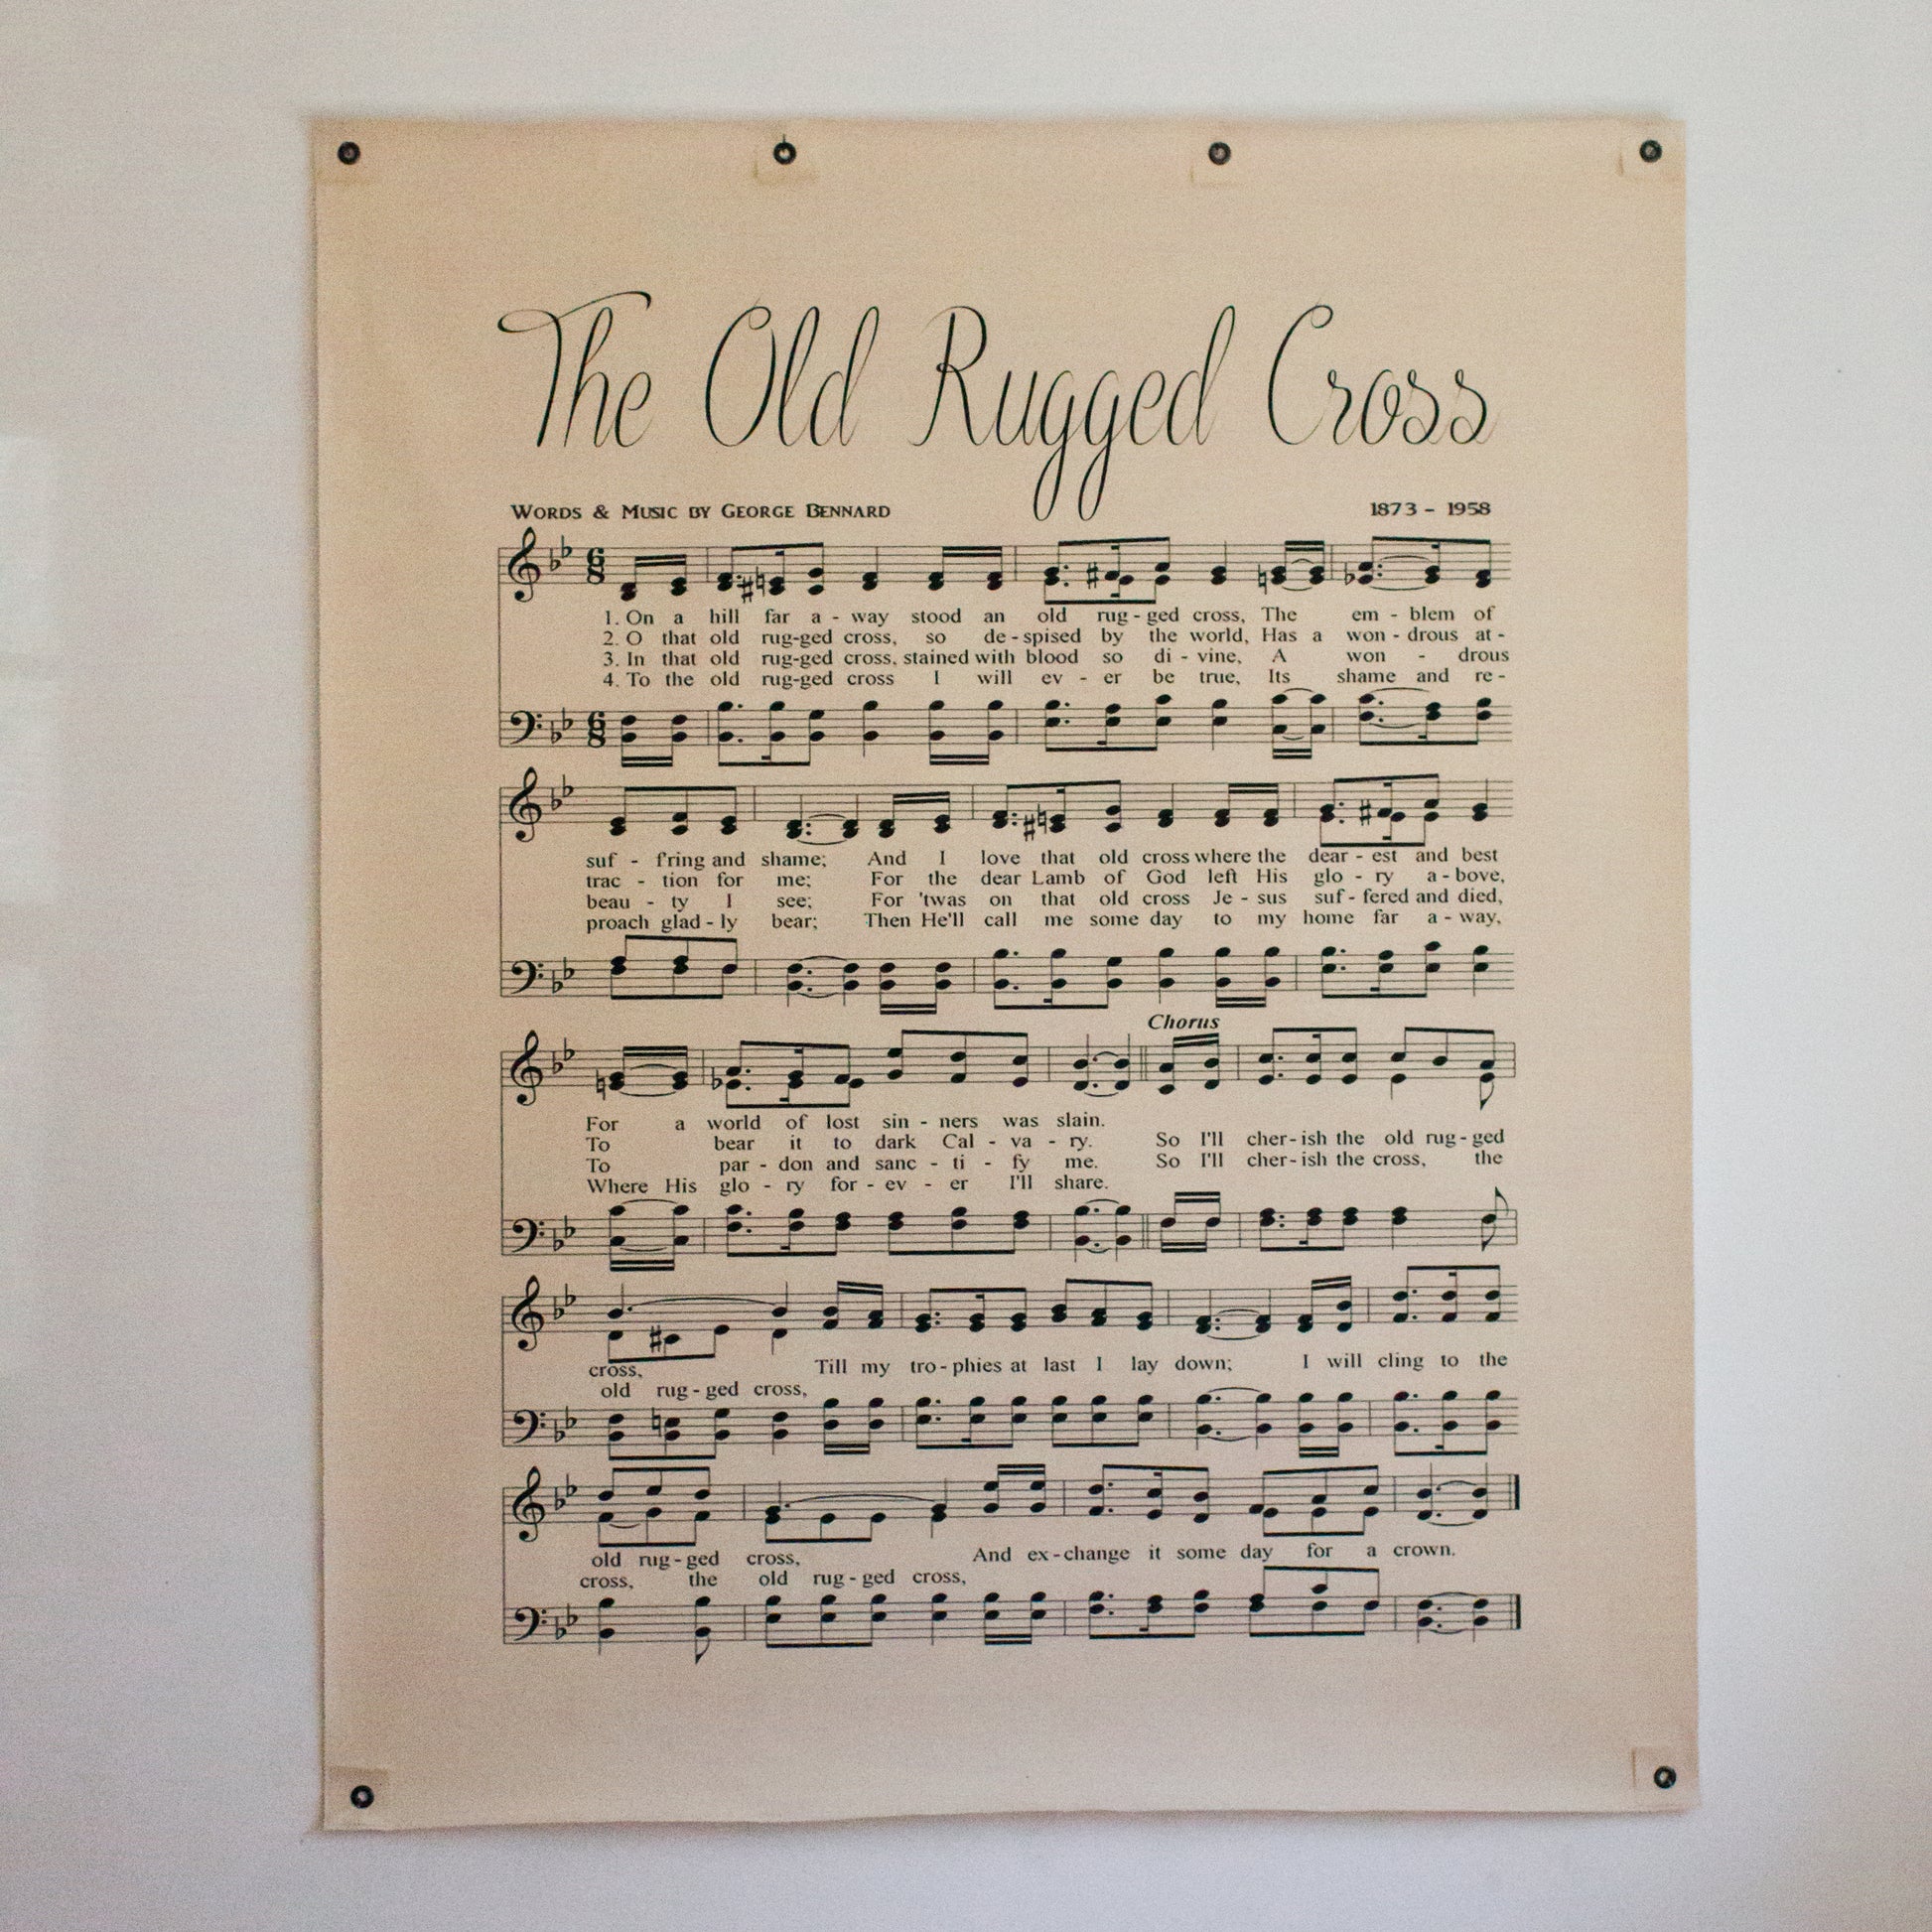 The Old Rugged Cross
WORDS & MUSIC BY GEORGE BENNARD 1873 - 1958
6 8
1. On a hill far a - way stood an old rug - ged cross, The em - blem of
2. O that old rug-ged cross, so de - spised by the world, Has a won - drous at -
3. In that old rug-ged cross, stained with blood so di - vine, A won - drous
4. To the old rug-ged cross I will ev - er be true, Its shame and re -
6 8
suf - fring and shame; And I love that old cross where the dear - est and best
trac - tion for me; For the dear Lamb of God left His glo - ry a - bove,
beau - ty I see; For 'twas on that old cross Je - sus suf - fered and died,
proach glad - ly bear; Then He'll call me some day to my home far a - way,
Chorus
For a world of lost sin - ners was slain.
To bear it to dark Cal - va - ry. So I'll cher - ish the old rug - ged
To par - don and sanc - ti - fy me. So I'll cher - ish the cross, the
Where His glo - ry for - ev - er I'll share.
cross, Till my tro - phies at last I lay down; I will cling to the
old rug - ged cross,
old rug - ged cross, And ex - change it some day for a crown.
cross, the old rug - ged cross,